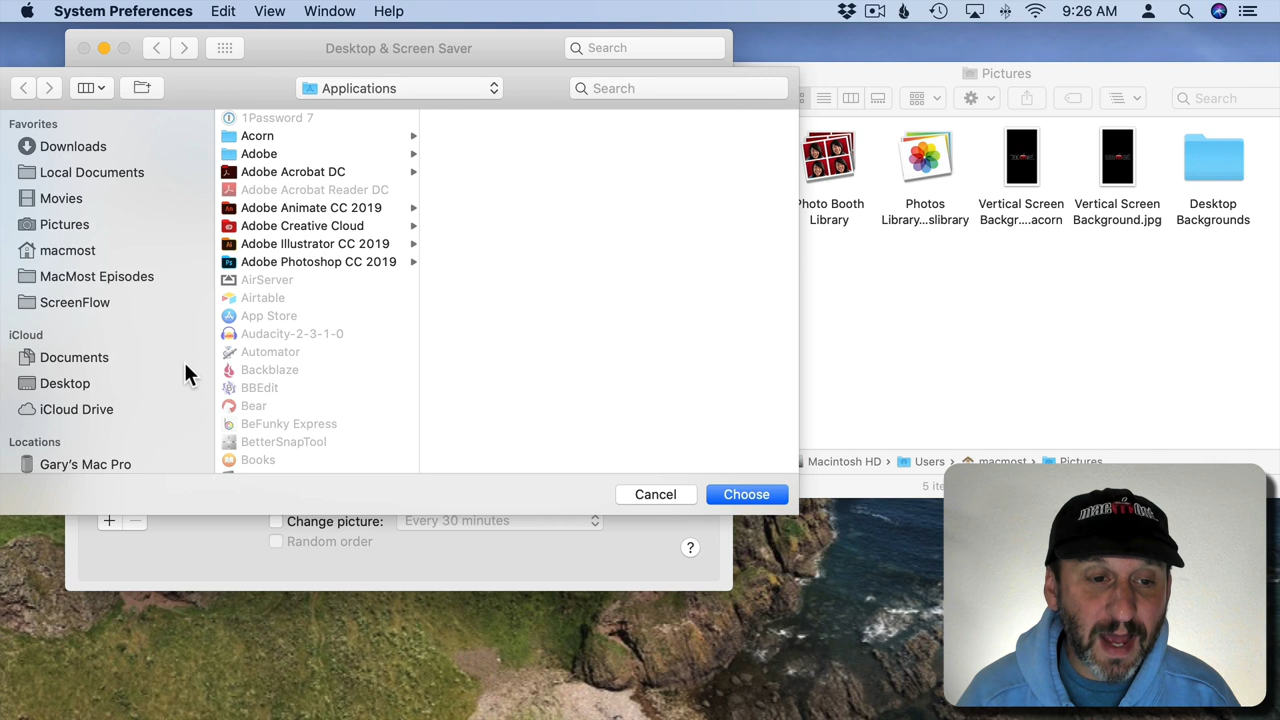 System Preferences Edit View Window Help 9:26 AM
Desktop & Screen Saver Search
Applications Search
Favorites
Downloads
Local Documents
Movies
Pictures
macmost
MacMost Episodes
ScreenFlow
iCloud
Documents
Desktop
iCloud Drive
Locations
Gary's Mac Pro
1Password 7
Acorn
Adobe
Adobe Acrobat DC
Adobe Acrobat Reader DC
Adobe Animate CC 2019
Adobe Creative Cloud
Adobe Illustrator CC 2019
Adobe Photoshop CC 2019
AirServer
Airtable
App Store
Audacity-2-3-1-0
Automator
Backblaze
BBEdit
Bear
BeFunky Express
BetterSnapTool
Books
Cancel Choose
Change picture: Every 30 minutes
Random order
?
Pictures
Search
Photo Booth
Library
Photos
Library...slibrary
Vertical Screen
Backgr....acorn
Vertical Screen
Background.jpg
Desktop
Backgrounds
Macintosh HD › Users › macmost › Pictures
5 ite